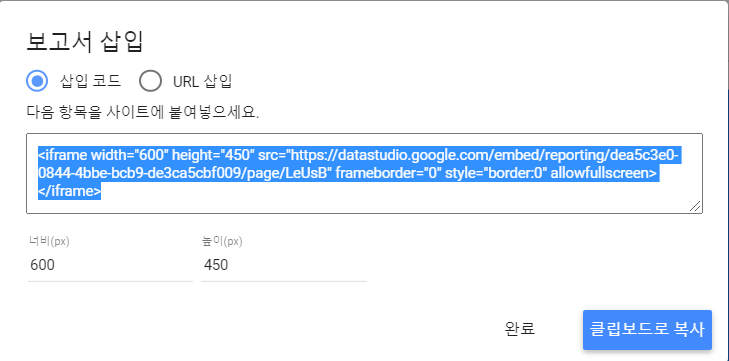 보고서 삽입
삽입 코드 URL 삽입
다음 항목을 사이트에 붙여넣으세요.
<iframe width="600" height="450" src="https://datastudio.google.com/embed/reporting/dea5c3e0-
0844-4bbe-bcb9-de3ca5cbf009/page/LeUsB" frameborder="0" style="border:0" allowfullscreen>
</iframe>
너비(px) 높이(px)
600 450
완료 클립보드로 복사